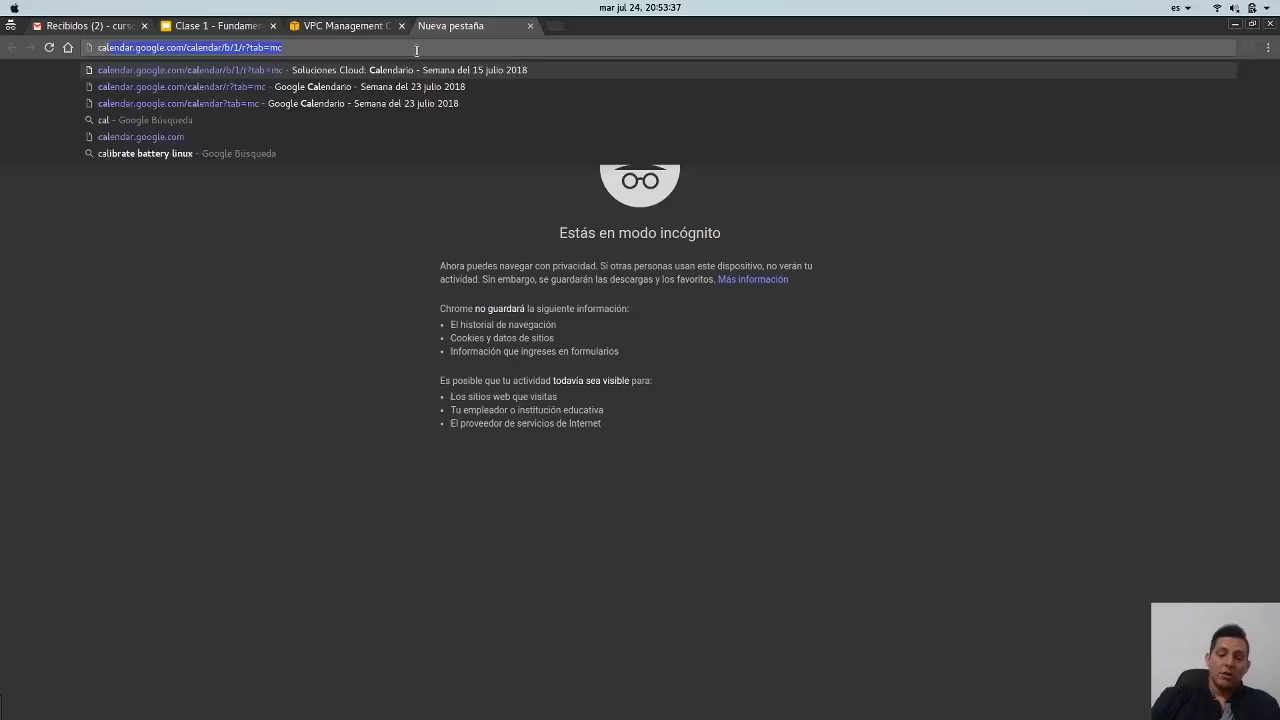 mar jul 24, 20:53:37
es
Recibidos (2) - curso
Clase 1 - Fundamen
VPC Management C
Nueva pestaña
calendar.google.com/calendar/b/1/r?tab=mc
calendar.google.com/calendar/b/1/r?tab=mc - Soluciones Cloud: Calendario - Semana del 15 julio 2018
calendar.google.com/calendar/r?tab=mc - Google Calendario - Semana del 23 julio 2018
calendar.google.com/calendar?tab=mc - Google Calendario - Semana del 23 julio 2018
cal - Google Búsqueda
calendar.google.com
calibrate battery linux - Google Búsqueda
Estás en modo incógnito
Ahora puedes navegar con privacidad. Si otras personas usan este dispositivo, no verán tu
actividad. Sin embargo, se guardarán las descargas y los favoritos. Más información
Chrome no guardará la siguiente información:
• El historial de navegación
• Cookies y datos de sitios
• Información que ingreses en formularios
Es posible que tu actividad todavía sea visible para:
• Los sitios web que visitas
• Tu empleador o institución educativa
• El proveedor de servicios de Internet